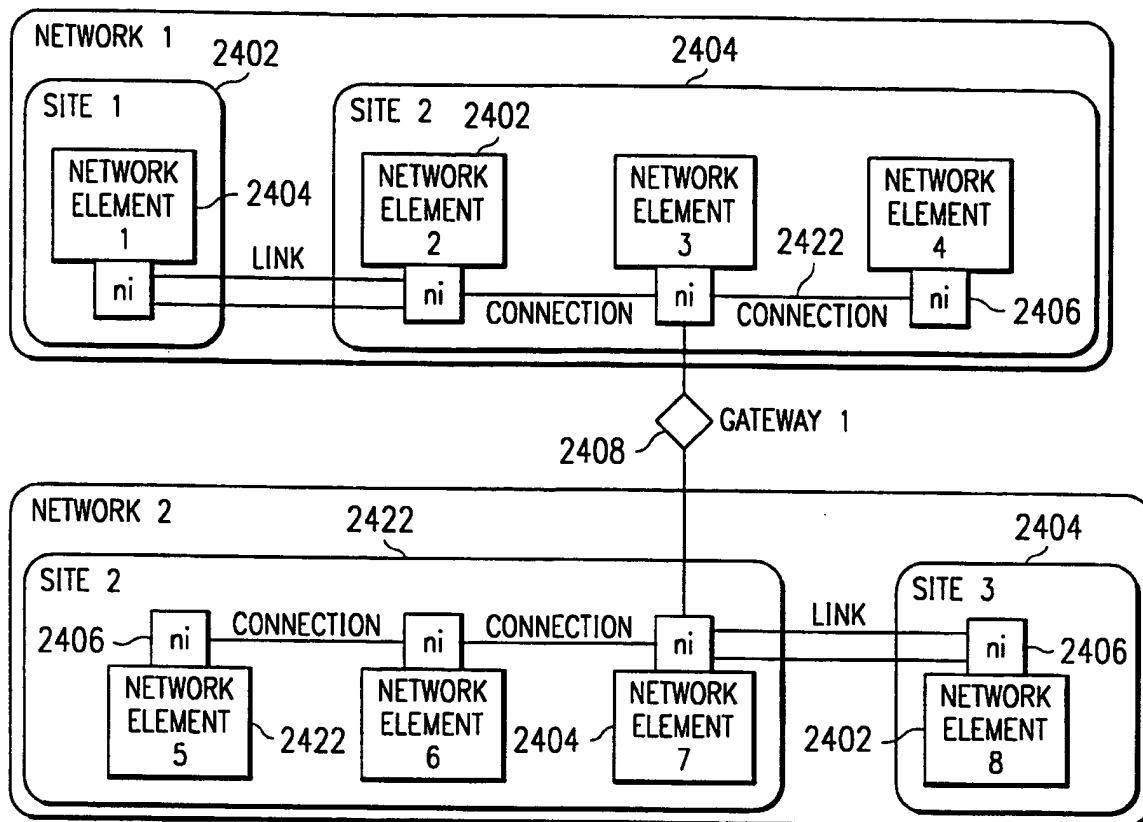 NETWORK 1
2402
2404
SITE 1
SITE 2
2402
NETWORK
ELEMENT
1
2404
NETWORK
ELEMENT
2
NETWORK
ELEMENT
3
NETWORK
ELEMENT
4
2422
LINK
ni
ni
ni
ni
CONNECTION
CONNECTION
2406
GATEWAY 1
2408
NETWORK 2
2422
2404
SITE 2
SITE 3
CONNECTION
CONNECTION
LINK
2406
ni
ni
ni
ni
2406
NETWORK
ELEMENT
5
2422
NETWORK
ELEMENT
6
2404
NETWORK
ELEMENT
7
2402
NETWORK
ELEMENT
8